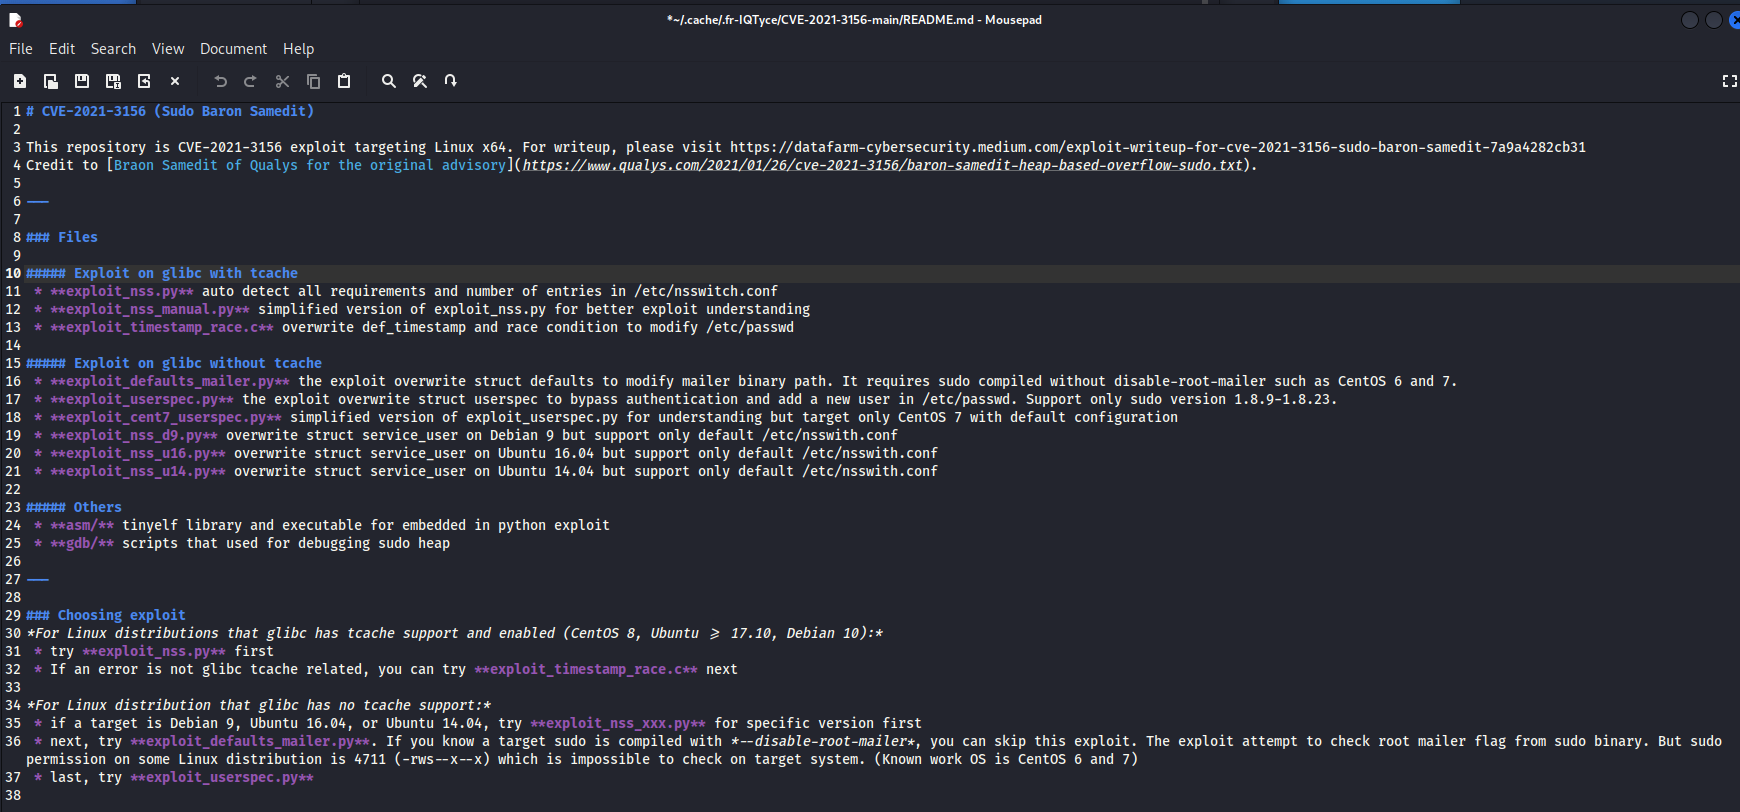 *~/.cache/.fr-IQTyce/CVE-2021-3156-main/README.md - Mousepad
File Edit Search View Document Help
1 # CVE-2021-3156 (Sudo Baron Samedit)
2
3 This repository is CVE-2021-3156 exploit targeting Linux x64. For writeup, please visit https://datafarm-cybersecurity.medium.com/exploit-writeup-for-cve-2021-3156-sudo-baron-samedit-7a9a4282cb31
4 Credit to [Braon Samedit of Qualys for the original advisory](https://www.qualys.com/2021/01/26/cve-2021-3156/baron-samedit-heap-based-overflow-sudo.txt).
5
6 ---
7
8 ### Files
9
10 ##### Exploit on glibc with tcache
11 * **exploit_nss.py** auto detect all requirements and number of entries in /etc/nsswitch.conf
12 * **exploit_nss_manual.py** simplified version of exploit_nss.py for better exploit understanding
13 * **exploit_timestamp_race.c** overwrite def_timestamp and race condition to modify /etc/passwd
14
15 ##### Exploit on glibc without tcache
16 * **exploit_defaults_mailer.py** the exploit overwrite struct defaults to modify mailer binary path. It requires sudo compiled without disable-root-mailer such as CentOS 6 and 7.
17 * **exploit_userspec.py** the exploit overwrite struct userspec to bypass authentication and add a new user in /etc/passwd. Support only sudo version 1.8.9-1.8.23.
18 * **exploit_cent7_userspec.py** simplified version of exploit_userspec.py for understanding but target only CentOS 7 with default configuration
19 * **exploit_nss_d9.py** overwrite struct service_user on Debian 9 but support only default /etc/nsswith.conf
20 * **exploit_nss_u16.py** overwrite struct service_user on Ubuntu 16.04 but support only default /etc/nsswith.conf
21 * **exploit_nss_u14.py** overwrite struct service_user on Ubuntu 14.04 but support only default /etc/nsswith.conf
22
23 ##### Others
24 * **asm/** tinyelf library and executable for embedded in python exploit
25 * **gdb/** scripts that used for debugging sudo heap
26
27 ---
28
29 ### Choosing exploit
30 *For Linux distributions that glibc has tcache support and enabled (CentOS 8, Ubuntu >= 17.10, Debian 10):*
31 * try **exploit_nss.py** first
32 * If an error is not glibc tcache related, you can try **exploit_timestamp_race.c** next
33
34 *For Linux distribution that glibc has no tcache support:*
35 * if a target is Debian 9, Ubuntu 16.04, or Ubuntu 14.04, try **exploit_nss_xxx.py** for specific version first
36 * next, try **exploit_defaults_mailer.py**. If you know a target sudo is compiled with *--disable-root-mailer*, you can skip this exploit. The exploit attempt to check root mailer flag from sudo binary. But sudo
permission on some Linux distribution is 4711 (-rws--x--x) which is impossible to check on target system. (Known work OS is CentOS 6 and 7)
37 * last, try **exploit_userspec.py**
38